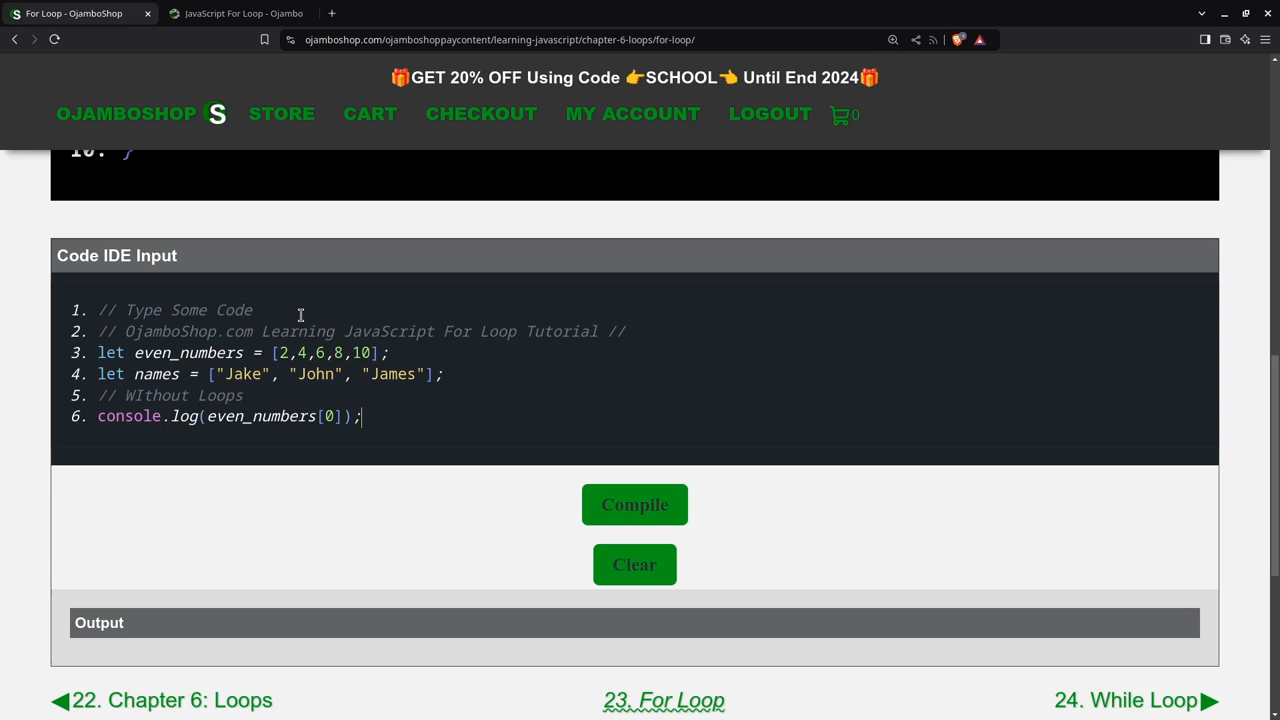 For Loop - OjamboShop
JavaScript For Loop - Ojambo
ojamboshop.com/ojamboshoppaycontent/learning-javascript/chapter-6-loops/for-loop/
🎁GET 20% OFF Using Code 👉SCHOOL👈 Until End 2024🎁
OJAMBOSHOP S STORE CART CHECKOUT MY ACCOUNT LOGOUT 0
10. }
Code IDE Input
1. // Type Some Code
2. // OjamboShop.com Learning JavaScript For Loop Tutorial //
3. let even_numbers = [2,4,6,8,10];
4. let names = ["Jake", "John", "James"];
5. // WIthout Loops
6. console.log(even_numbers[0]);
Compile
Clear
Output
◀22. Chapter 6: Loops
23. For Loop
24. While Loop▶